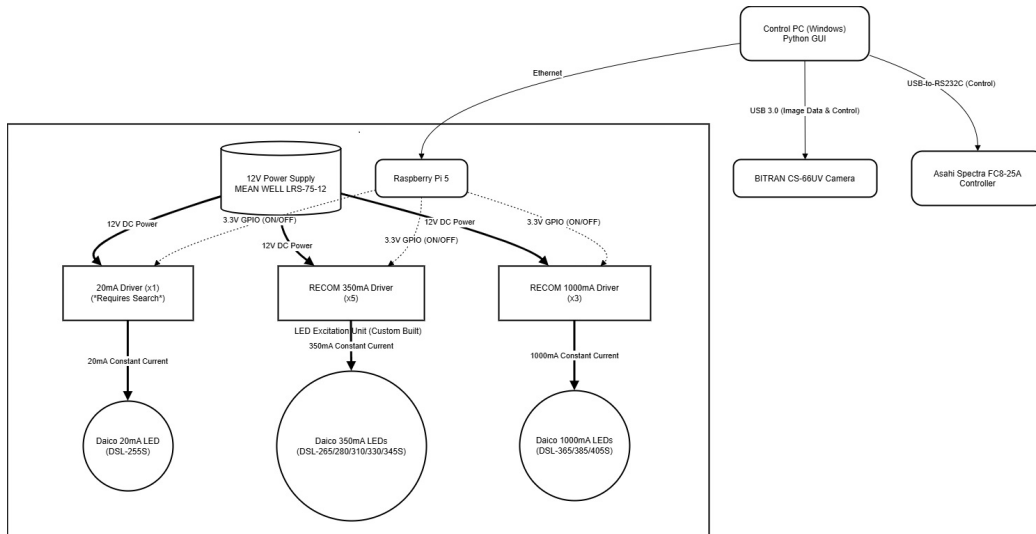 Control PC (Windows)
Python GUI
Ethernet
USB 3.0 (Image Data & Control)
USB-to-RS232C (Control)
12V Power Supply
MEAN WELL LRS-75-12
Raspberry Pi 5
BITRAN CS-66UV Camera
Asahi Spectra FC8-25A
Controller
12V DC Power
3.3V GPIO (ON/OFF)
12V DC Power
3.3V GPIO (ON/OFF)
12V DC Power
3.3V GPIO (ON/OFF)
20mA Driver (x1)
(*Requires Search*)
RECOM 350mA Driver
(x5)
RECOM 1000mA Driver
(x3)
LED Excitation Unit (Custom Built)
20mA Constant Current
350mA Constant Current
1000mA Constant Current
Daico 20mA LED
(DSL-255S)
Daico 350mA LEDs
(DSL-265/280/310/330/345S)
Daico 1000mA LEDs
(DSL-365/385/405S)